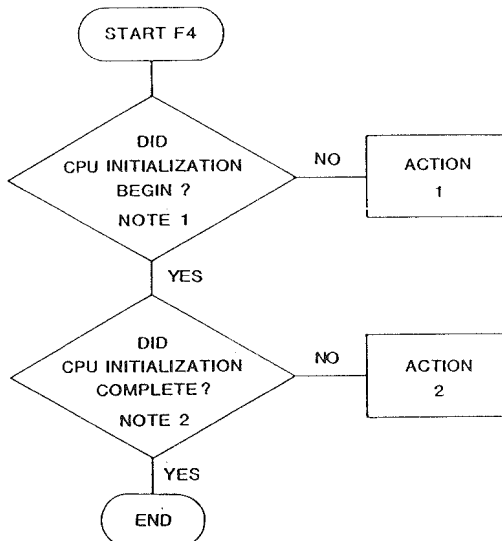 START F4
DID
CPU INITIALIZATION
BEGIN ?
NOTE 1
NO
ACTION
1
YES
DID
CPU INITIALIZATION
COMPLETE ?
NOTE 2
NO
ACTION
2
YES
END